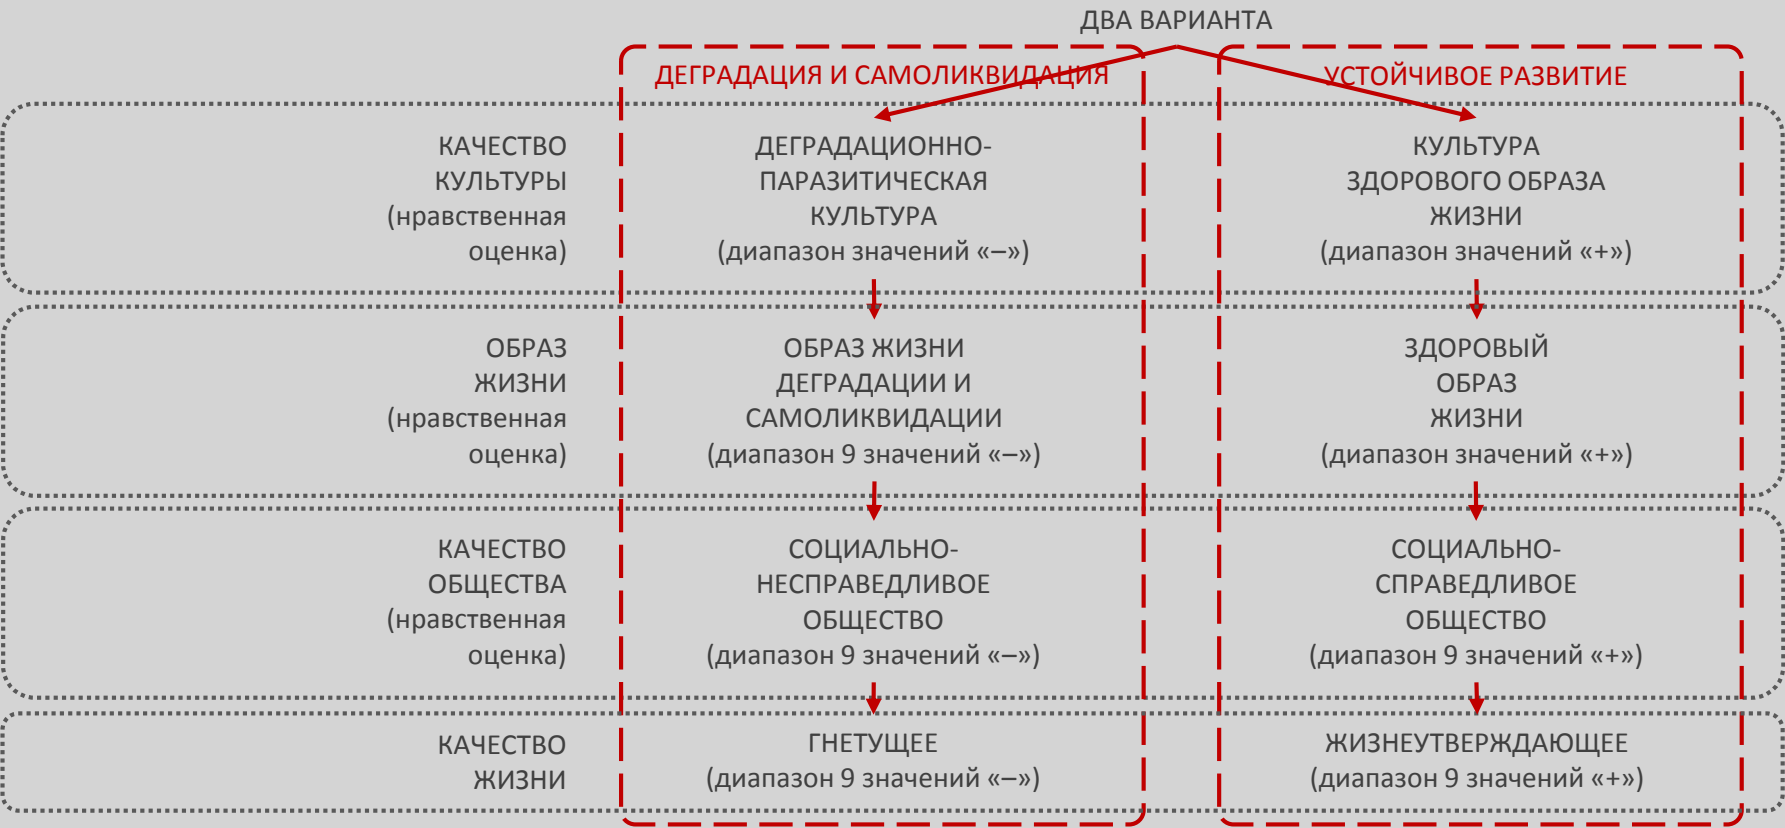 ДВА ВАРИАНТА
ДЕГРАДАЦИЯ И САМОЛИКВИДАЦИЯ
УСТОЙЧИВОЕ РАЗВИТИЕ
КАЧЕСТВО
КУЛЬТУРЫ
(нравственная
оценка)
ДЕГРАДАЦИОННО-
ПАРАЗИТИЧЕСКАЯ
КУЛЬТУРА
(диапазон значений «–»)
КУЛЬТУРА
ЗДОРОВОГО ОБРАЗА
ЖИЗНИ
(диапазон значений «+»)
ОБРАЗ
ЖИЗНИ
(нравственная
оценка)
ОБРАЗ ЖИЗНИ
ДЕГРАДАЦИИ И
САМОЛИКВИДАЦИИ
(диапазон 9 значений «–»)
ЗДОРОВЫЙ
ОБРАЗ
ЖИЗНИ
(диапазон значений «+»)
КАЧЕСТВО
ОБЩЕСТВА
(нравственная
оценка)
СОЦИАЛЬНО-
НЕСПРАВЕДЛИВОЕ
ОБЩЕСТВО
(диапазон 9 значений «–»)
СОЦИАЛЬНО-
СПРАВЕДЛИВОЕ
ОБЩЕСТВО
(диапазон 9 значений «+»)
КАЧЕСТВО
ЖИЗНИ
ГНЕТУЩЕЕ
(диапазон 9 значений «–»)
ЖИЗНЕУТВЕРЖДАЮЩЕЕ
(диапазон 9 значений «+»)